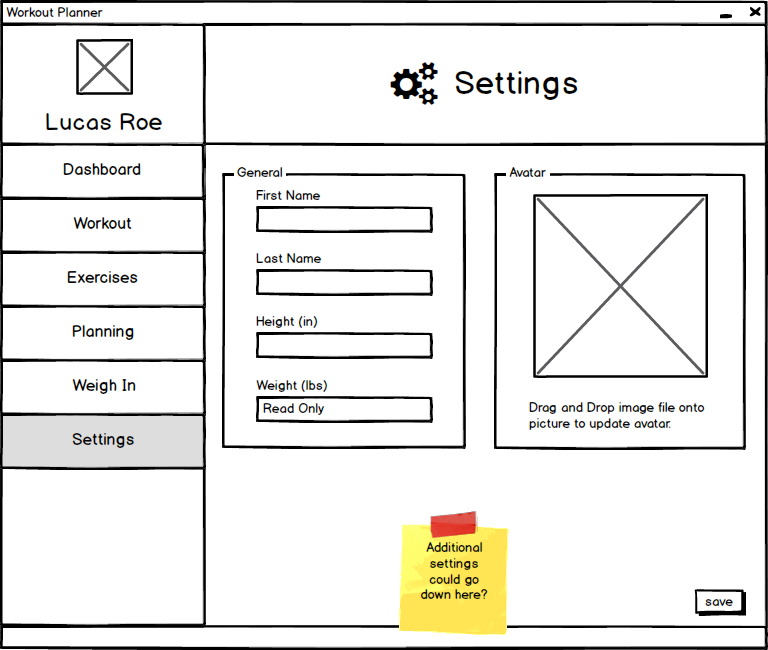 Workout Planner
Lucas Roe
Settings
Dashboard
Workout
Exercises
Planning
Weigh In
Settings
General
First Name
Last Name
Height (in)
Weight (lbs)
Read Only
Avatar
Drag and Drop image file onto
picture to update avatar.
Additional
settings
could go
down here?
save